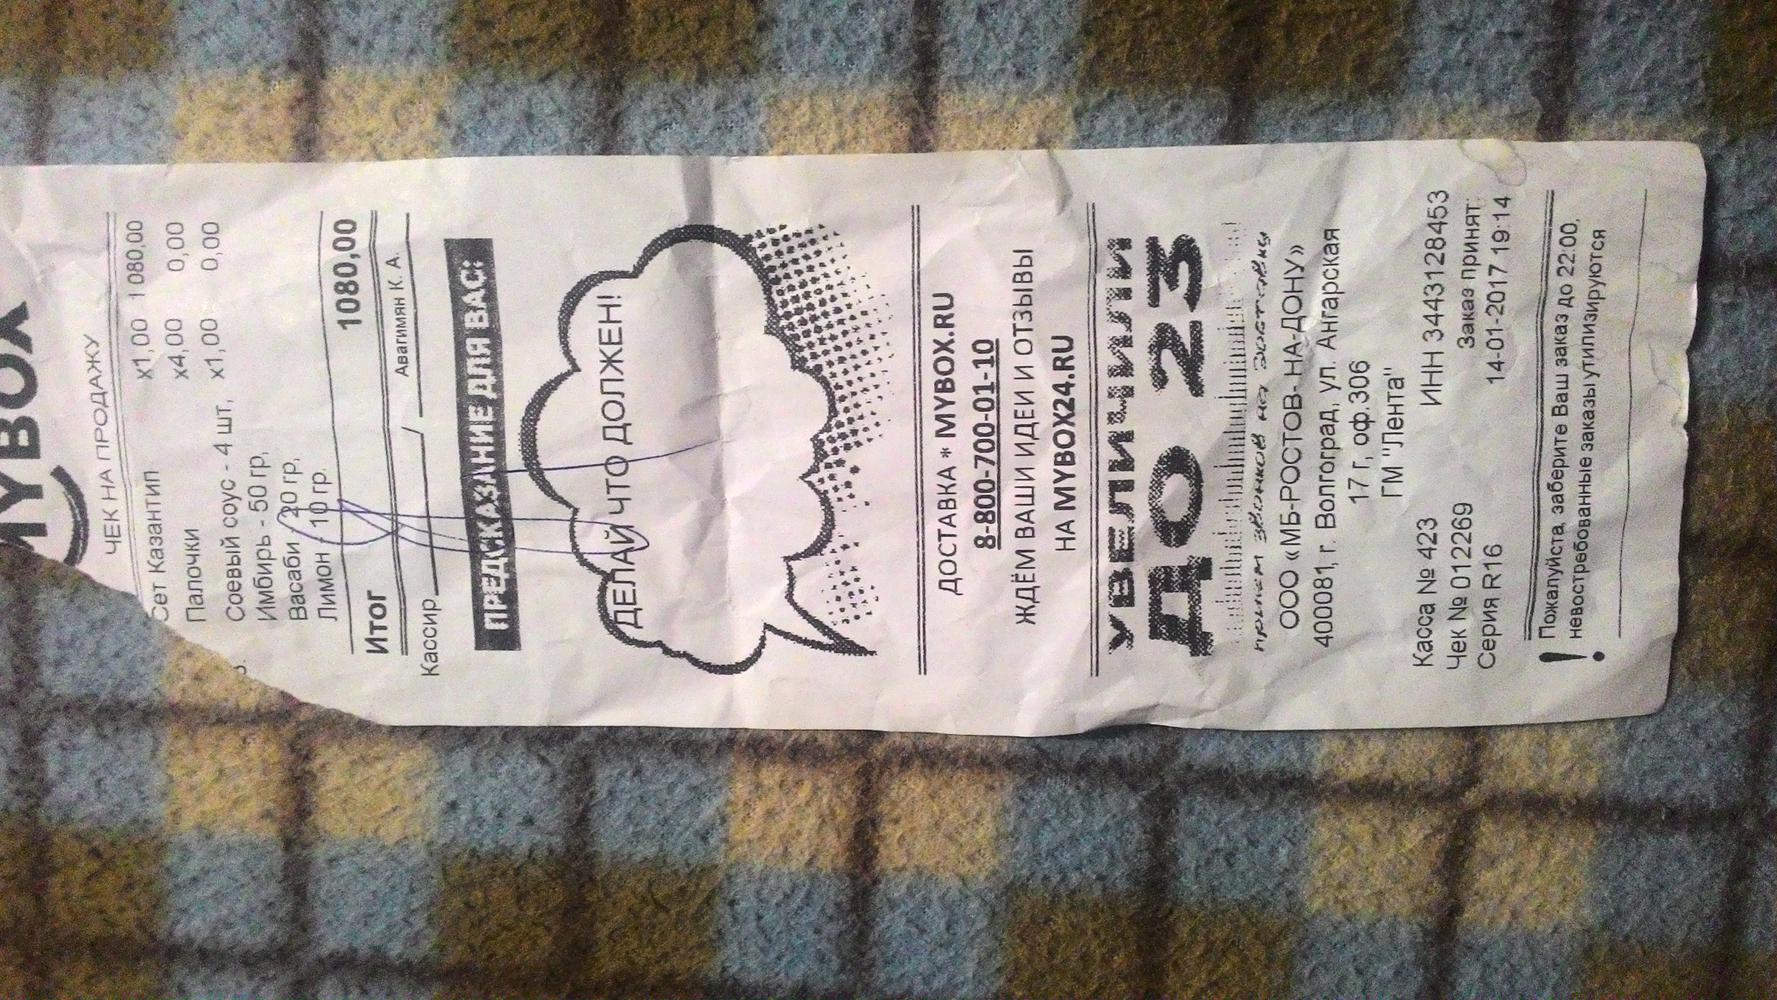 MYBOX
ЧЕК НА ПРОДАЖУ
Сет Казантип x1,00 1 080,00
Палочки x4,00 0,00
Соевый соус - 4 шт, x1,00 0,00
Имбирь - 50 гр,
Васаби 20 гр,
Лимон 10 гр.
Итог 1080,00
Кассир / Авагимян К. А.
ПРЕДСКАЗАНИЕ ДЛЯ ВАС:
ДЕЛАЙ ЧТО ДОЛЖЕН!
ДОСТАВКА * MYBOX.RU
8-800-700-01-10
ЖДЁМ ВАШИ ИДЕИ И ОТЗЫВЫ
НА MYBOX24.RU
УВЕЛИЧИЛИ
ДО 23
прием звонков на доставку
ООО «МБ-РОСТОВ- НА-ДОНУ»
400081, г. Волгоград, ул. Ангарская
17 г, оф.306
ГМ "Лента"
Касса № 423 ИНН 3443128453
Чек № 012269 Заказ принят:
Серия R16 14-01-2017 19:14
! Пожалуйста, заберите Ваш заказ до 22:00,
невостребованные заказы утилизируются